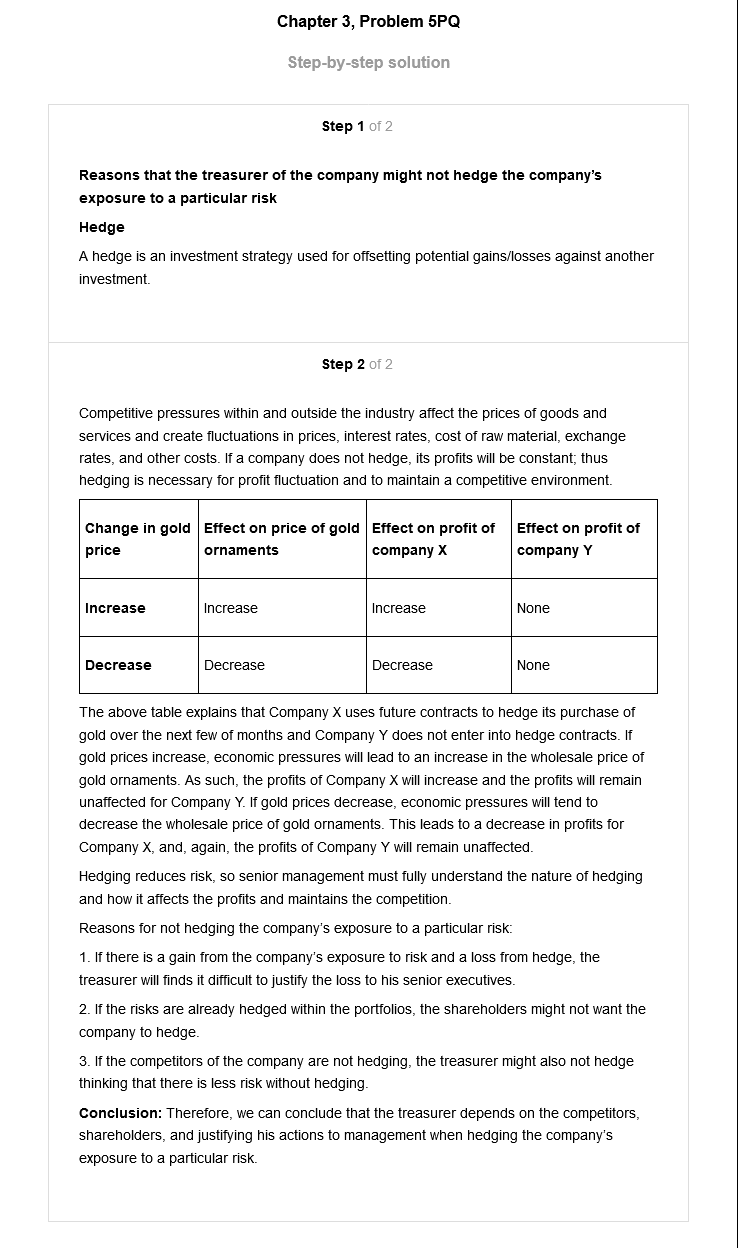 Chapter 3, Problem 5PQ
Step-by-step solution
Step 1 of 2
Reasons that the treasurer of the company might not hedge the company's
exposure to a particular risk
Hedge
A hedge is an investment strategy used for offsetting potential gains/losses against another
investment.
Step 2 of 2
Competitive pressures within and outside the industry affect the prices of goods and
services and create fluctuations in prices, interest rates, cost of raw material, exchange
rates, and other costs. If a company does not hedge, its profits will be constant; thus
hedging is necessary for profit fluctuation and to maintain a competitive environment.
Change in gold Effect on price of gold Effect on profit of Effect on profit of
price ornaments company X company Y
Increase Increase Increase None
Decrease Decrease Decrease None
The above table explains that Company X uses future contracts to hedge its purchase of
gold over the next few of months and Company Y does not enter into hedge contracts. If
gold prices increase, economic pressures will lead to an increase in the wholesale price of
gold ornaments. As such, the profits of Company X will increase and the profits will remain
unaffected for Company Y. If gold prices decrease, economic pressures will tend to
decrease the wholesale price of gold ornaments. This leads to a decrease in profits for
Company X, and, again, the profits of Company Y will remain unaffected.
Hedging reduces risk, so senior management must fully understand the nature of hedging
and how it affects the profits and maintains the competition.
Reasons for not hedging the company's exposure to a particular risk:
1. If there is a gain from the company's exposure to risk and a loss from hedge, the
treasurer will finds it difficult to justify the loss to his senior executives.
2. If the risks are already hedged within the portfolios, the shareholders might not want the
company to hedge.
3. If the competitors of the company are not hedging, the treasurer might also not hedge
thinking that there is less risk without hedging.
Conclusion: Therefore, we can conclude that the treasurer depends on the competitors,
shareholders, and justifying his actions to management when hedging the company's
exposure to a particular risk.